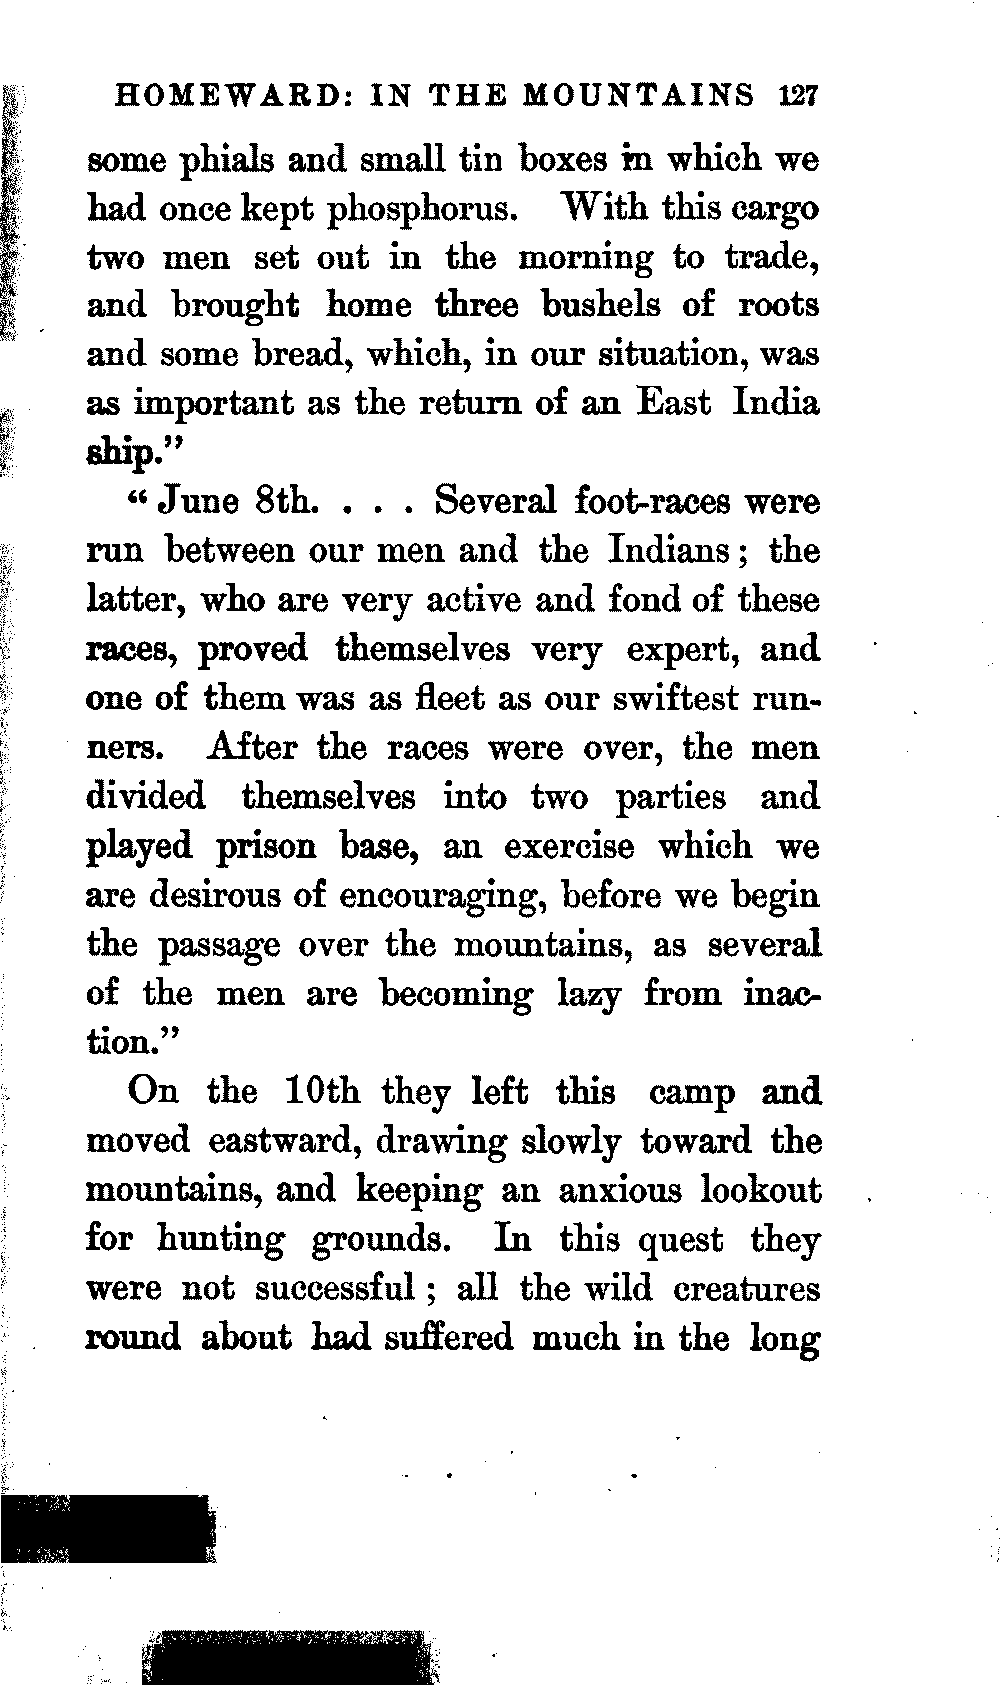 HOMEWARD: IN THE MOUNTAINS 127
some phials and small tin boxes in which we
had once kept phosphorus. With this cargo
two men set out in the morning to trade,
and brought home three bushels of roots
and some bread, which, in our situation, was
as important as the return of an East India
ship."
"June 8th. . . . Several foot-races were
run between our men and the Indians; the
latter, who are very active and fond of these
races, proved themselves very expert, and
one of them was as fleet as our swiftest run-
ners. After the races were over, the men
divided themselves into two parties and
played prison base, an exercise which we
are desirous of encouraging, before we begin
the passage over the mountains, as several
of the men are becoming lazy from inac-
tion."
On the 10th they left this camp and
moved eastward, drawing slowly toward the
mountains, and keeping an anxious lookout
for hunting grounds. In this quest they
were not successful; all the wild creatures
round about had suffered much in the long